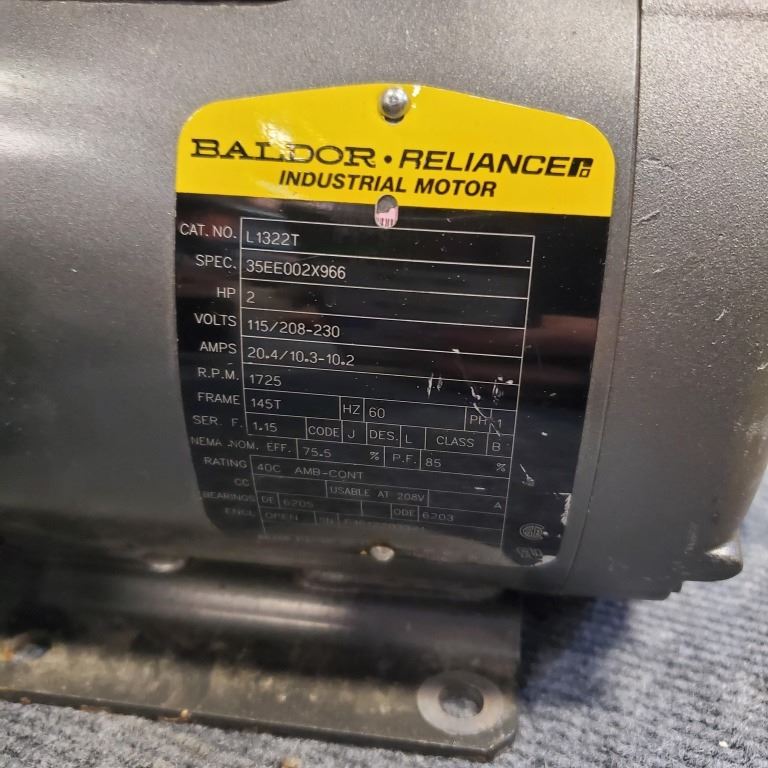 BALDOR • RELIANCE
INDUSTRIAL MOTOR
CAT. NO. L1322T
SPEC. 35EE002X966
HP 2
VOLTS 115/208-230
AMPS 20.4/10.3-10.2
R.P.M. 1725
FRAME 145T HZ 60 PH 1
SER. F. 1.15 CODE J DES. L CLASS B
NEMA NOM. EFF. 75.5 % P.F. 85 %
RATING 40C AMB-CONT
CC USABLE AT 208V A
BEARINGS DE 6205 ODE 6203
ENCL OPEN SN